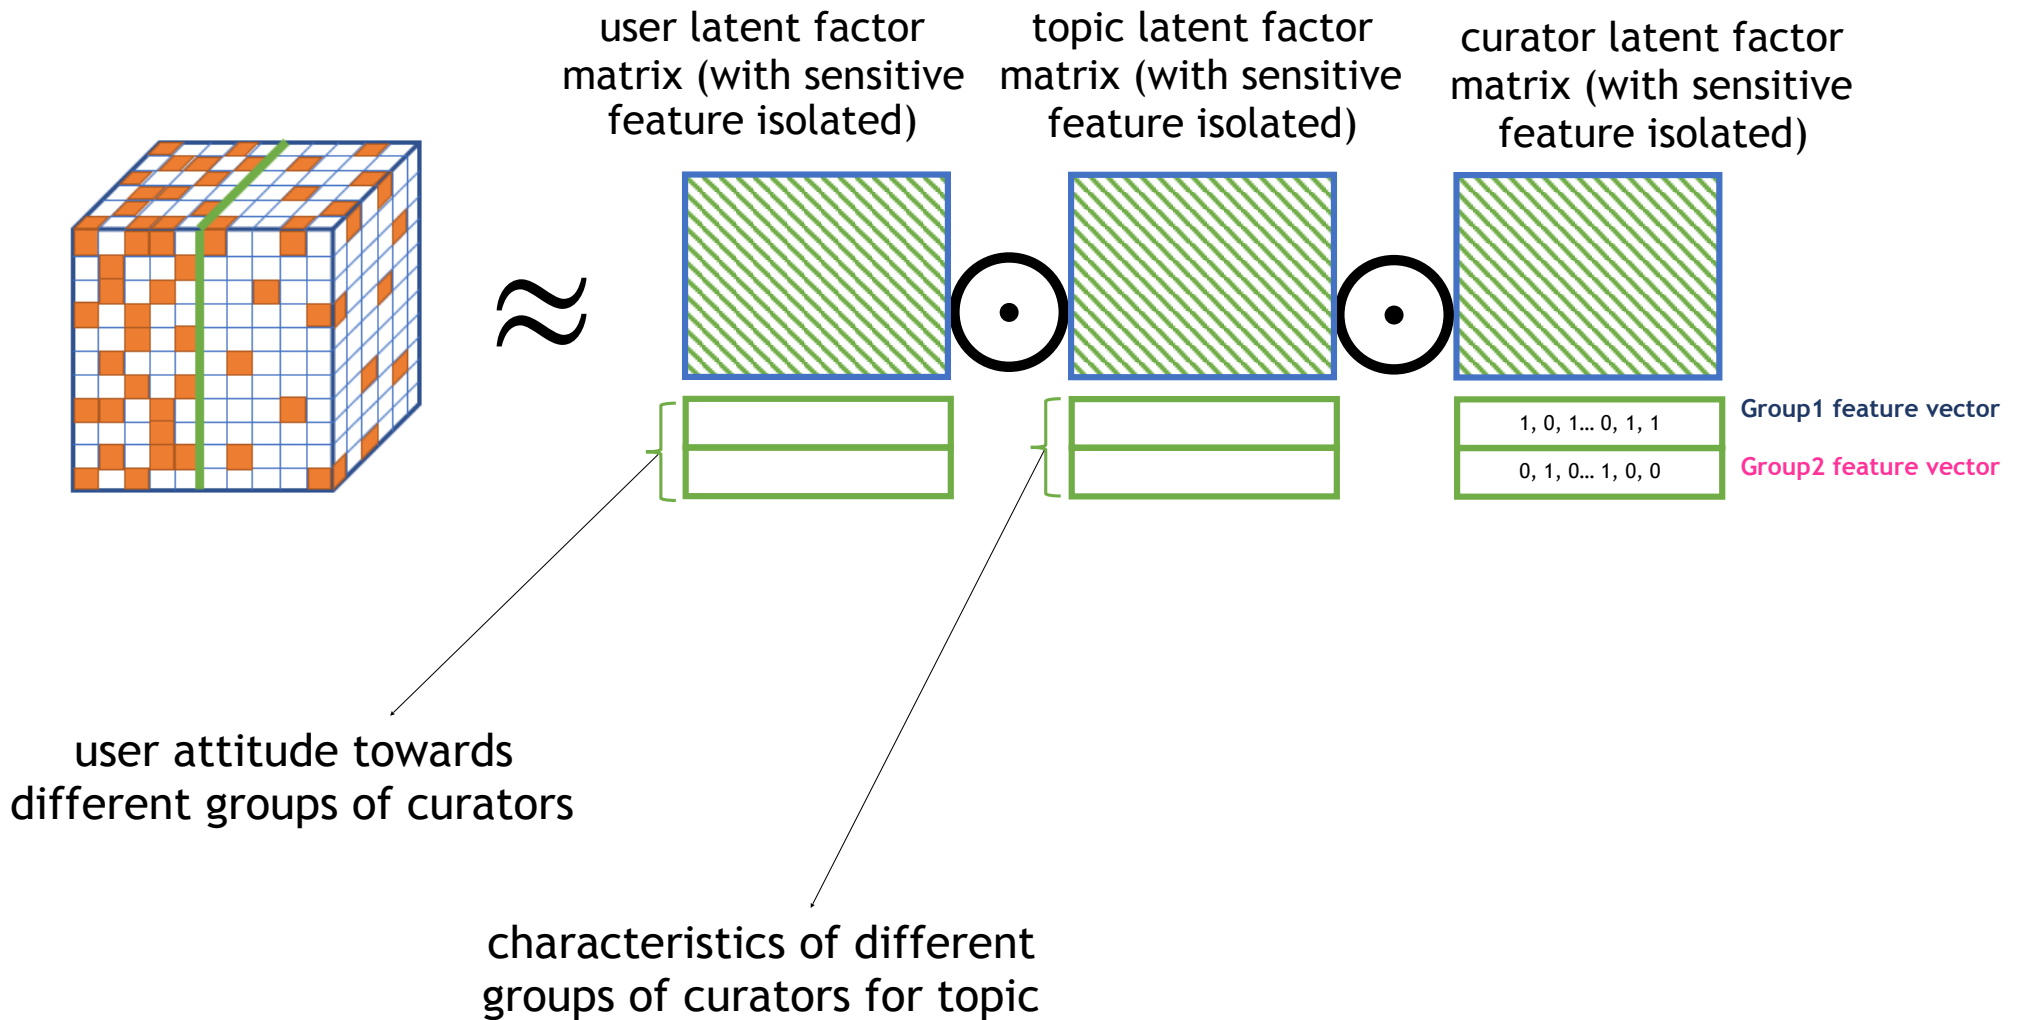 user latent factor
matrix (with sensitive
feature isolated)
topic latent factor
matrix (with sensitive
feature isolated)
curator latent factor
matrix (with sensitive
feature isolated)
≈
1, 0, 1... 0, 1, 1
Group1 feature vector
0, 1, 0... 1, 0, 0
Group2 feature vector
user attitude towards
different groups of curators
characteristics of different
groups of curators for topic